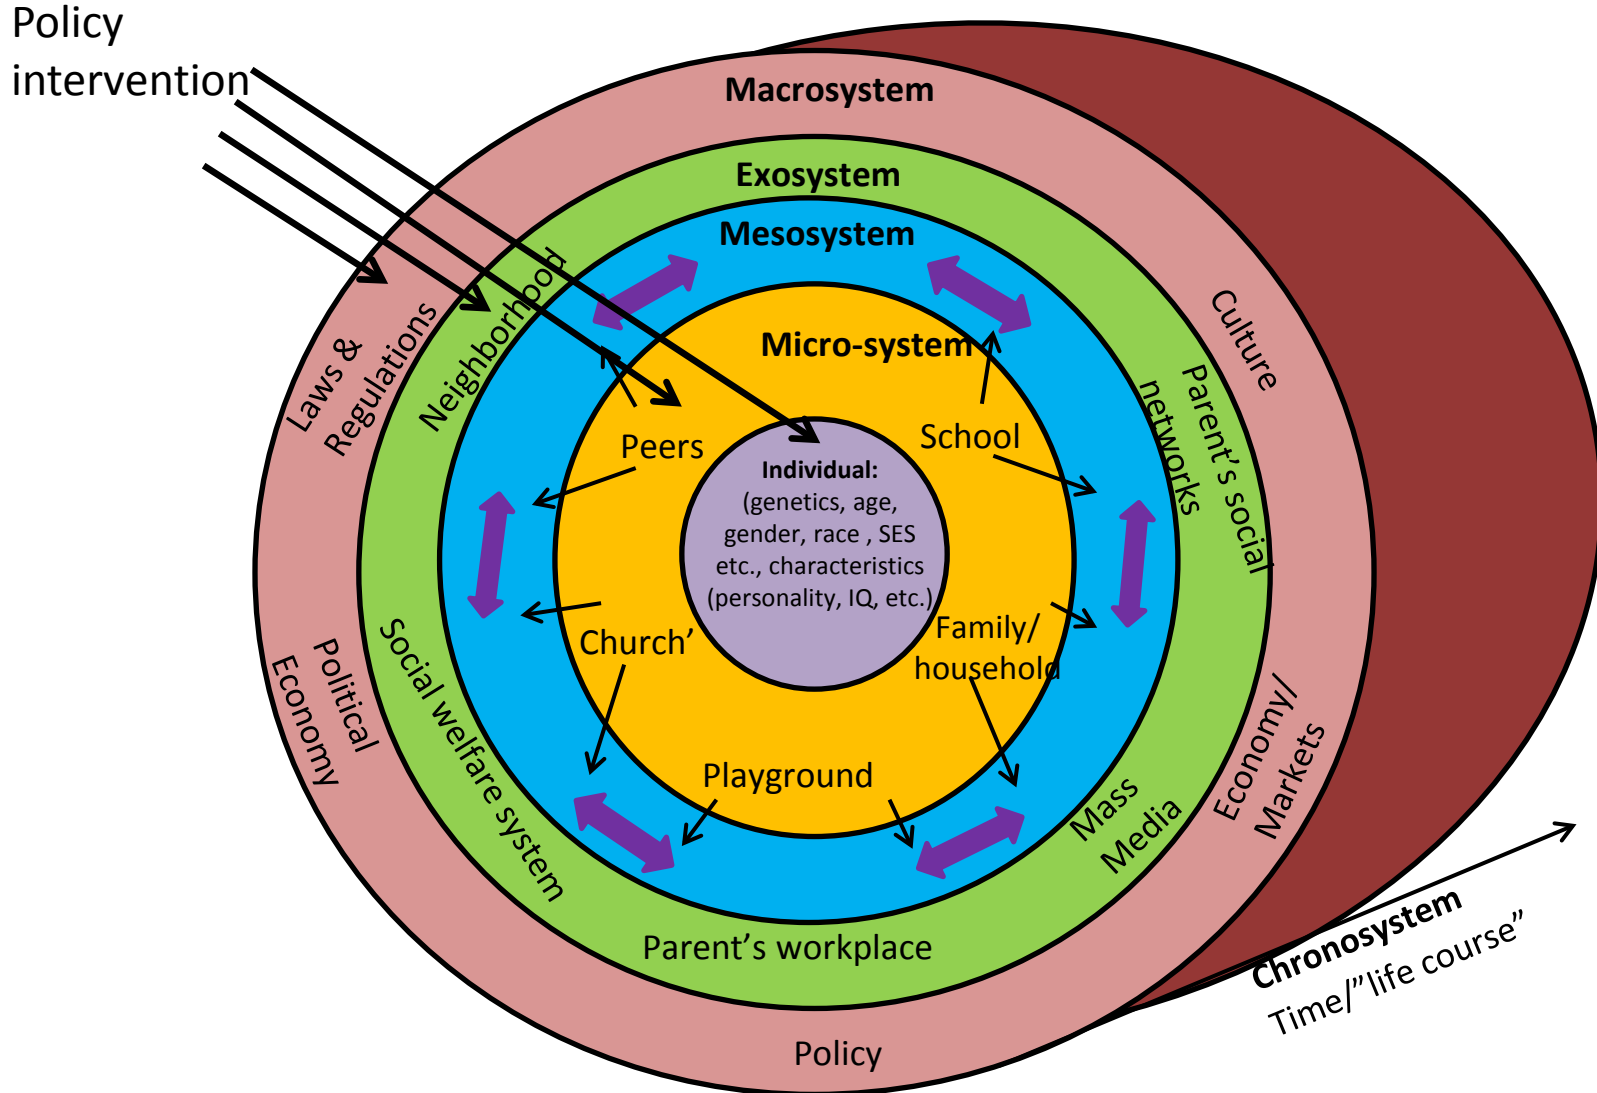 Policy
intervention
Macrosystem
Exosystem
Mesosystem
Micro-system
Laws &
Regulations
Neighborhood
Culture
Parent’s social
networks
Peers
School
Individual:
(genetics, age,
gender, race , SES
etc., characteristics
(personality, IQ, etc.)
Church’
Family/
household
Political
Economy
Social welfare system
Playground
Mass
Media
Economy/
Markets
Parent’s workplace
Policy
Chronosystem
Time/”life course”